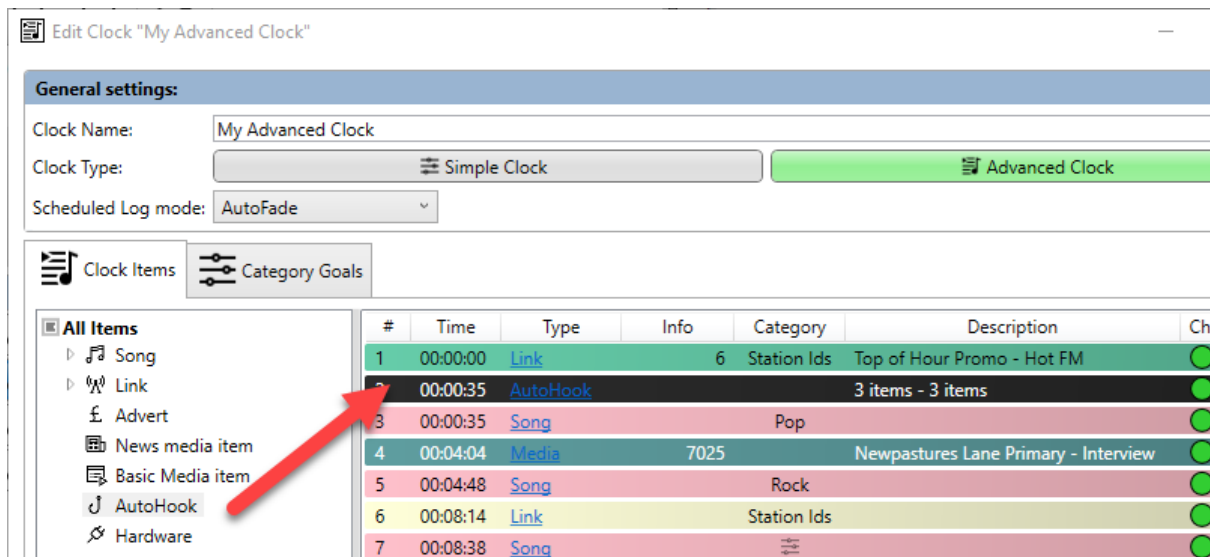 Edit Clock "My Advanced Clock"
General settings:
Clock Name: My Advanced Clock
Clock Type: Simple Clock Advanced Clock
Scheduled Log mode: AutoFade
Clock Items Category Goals
All Items
Song
Link
£ Advert
News media item
Basic Media item
AutoHook
Hardware
# Time Type Info Category Description Ch
1 00:00:00 Link 6 Station Ids Top of Hour Promo - Hot FM
2 00:00:35 AutoHook 3 items - 3 items
3 00:00:35 Song Pop
4 00:04:04 Media 7025 Newpastures Lane Primary - Interview
5 00:04:48 Song Rock
6 00:08:14 Link Station Ids
7 00:08:38 Song